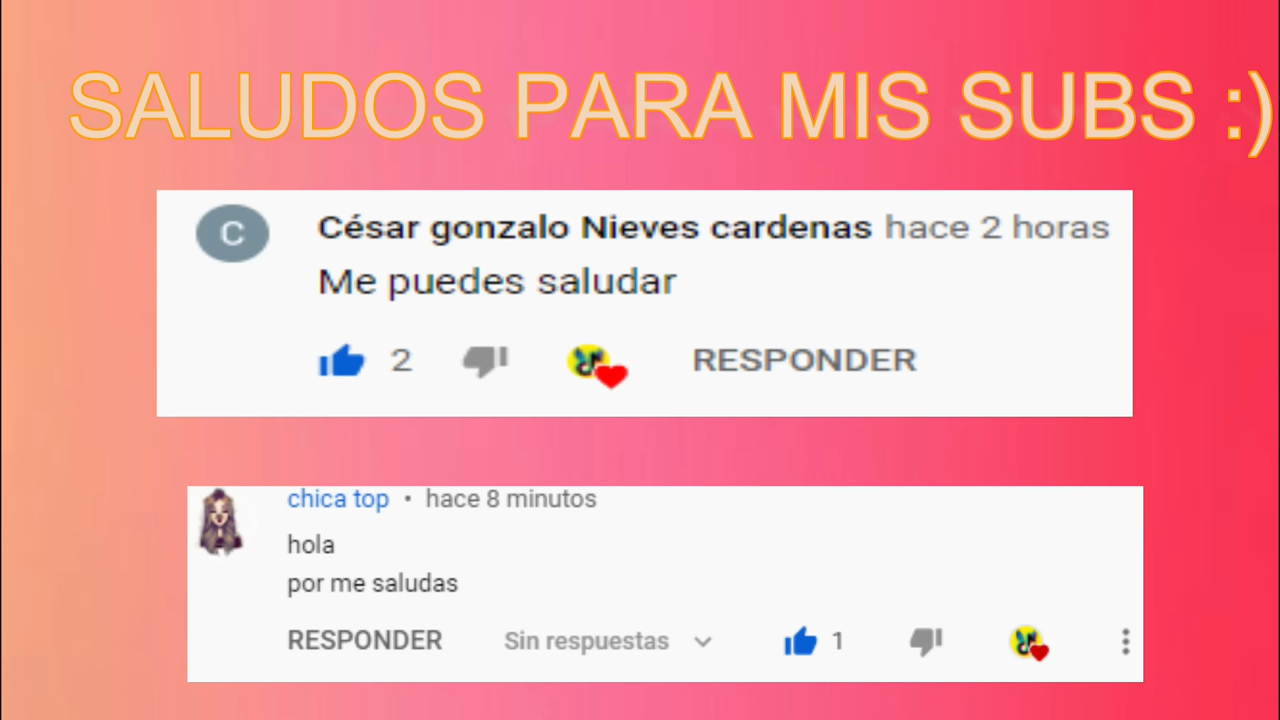 SALUDOS PARA MIS SUBS :)
C
César gonzalo Nieves cardenas hace 2 horas
Me puedes saludar
2
RESPONDER
chica top • hace 8 minutos
hola
por me saludas
RESPONDER Sin respuestas 1